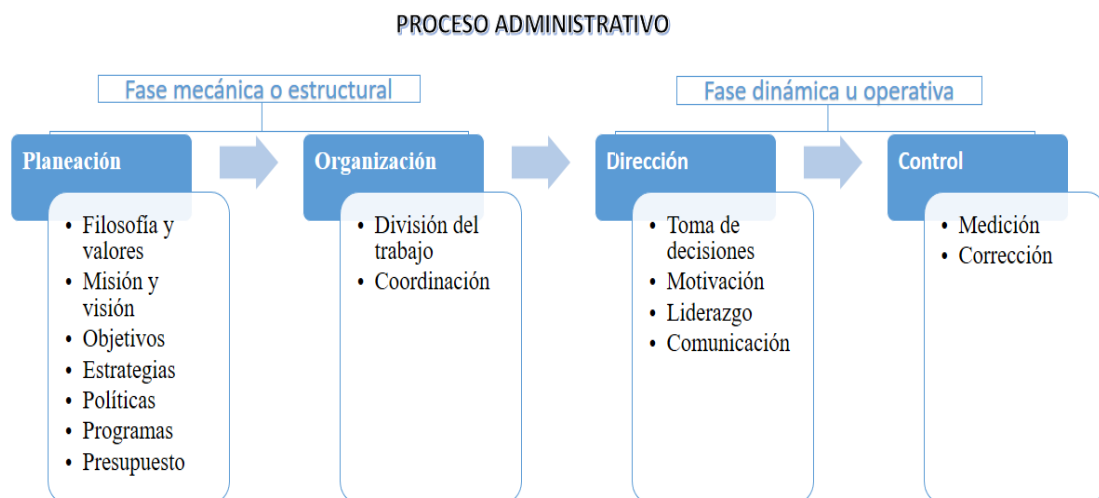 PROCESO ADMINISTRATIVO
Fase mecánica o estructural
Fase dinámica u operativa
Planeación
• Filosofía y
valores
• Misión y
visión
• Objetivos
• Estrategias
• Políticas
• Programas
• Presupuesto
Organización
• División del
trabajo
• Coordinación
Dirección
• Toma de
decisiones
• Motivación
• Liderazgo
• Comunicación
Control
• Medición
• Corrección